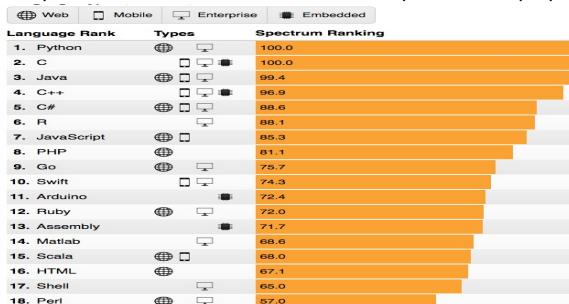 Web Mobile Enterprise Embedded
Language Rank Types Spectrum Ranking
1. Python 100.0
2. C 100.0
3. Java 99.4
4. C++ 96.9
5. C# 88.6
6. R 88.1
7. JavaScript 85.3
8. PHP 81.1
9. Go 75.7
10. Swift 74.3
11. Arduino 72.4
12. Ruby 72.0
13. Assembly 71.7
14. Matlab 68.6
15. Scala 68.0
16. HTML 67.1
17. Shell 65.0
18. Perl 57.0